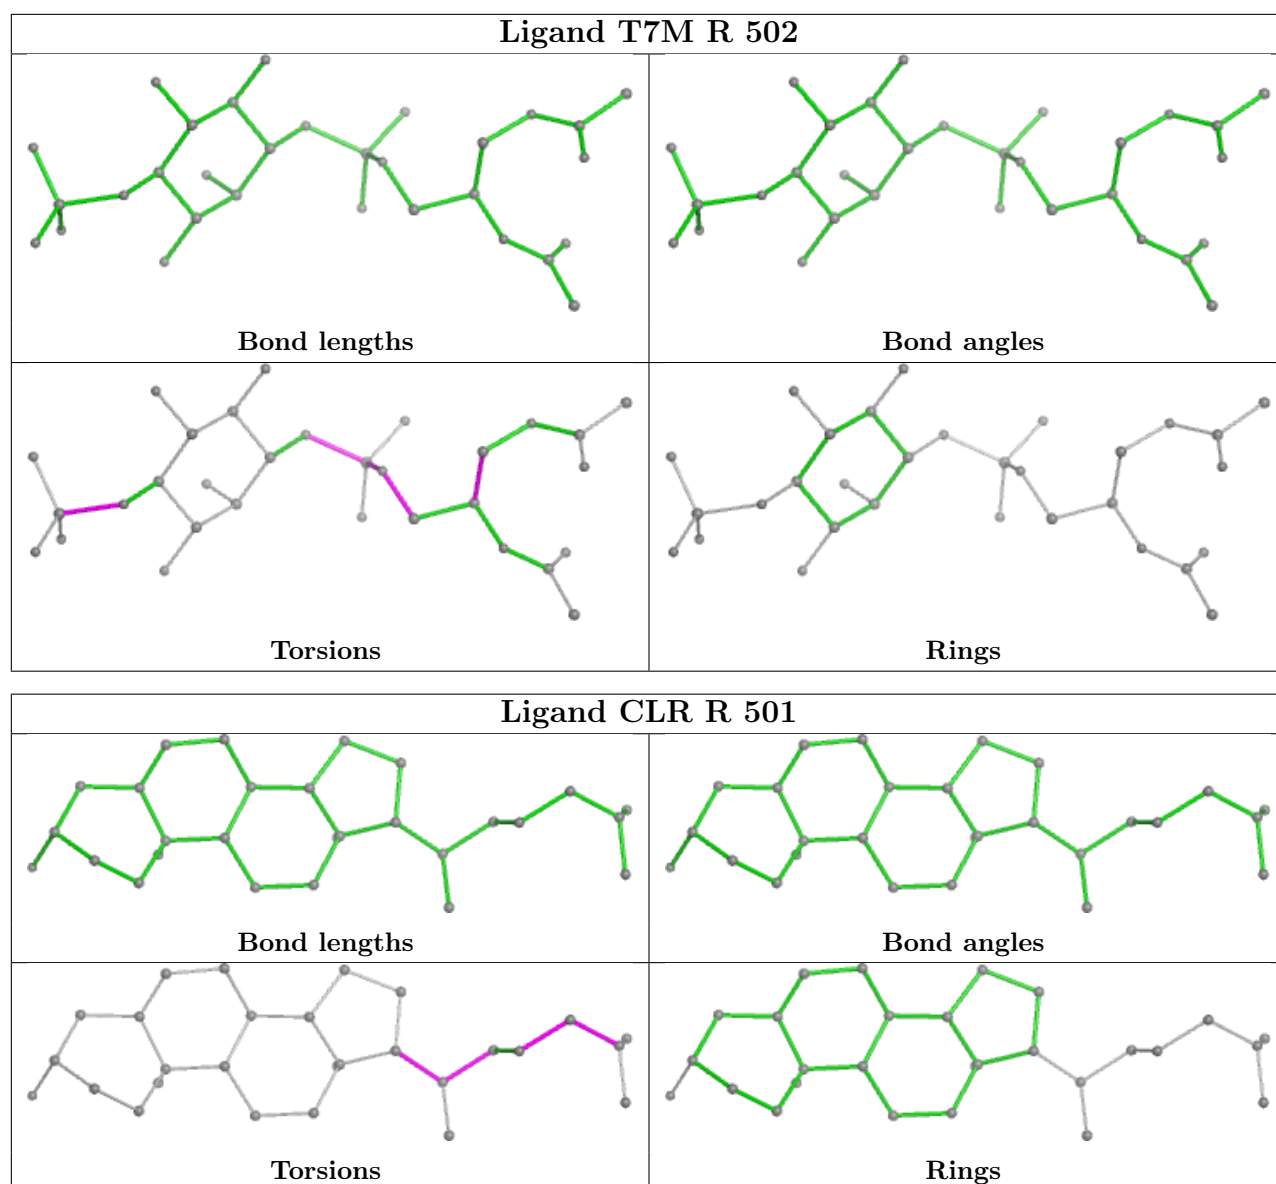 Ligand T7M R 502
Bond lengths
Bond angles
Torsions
Rings
Ligand CLR R 501
Bond lengths
Bond angles
Torsions
Rings